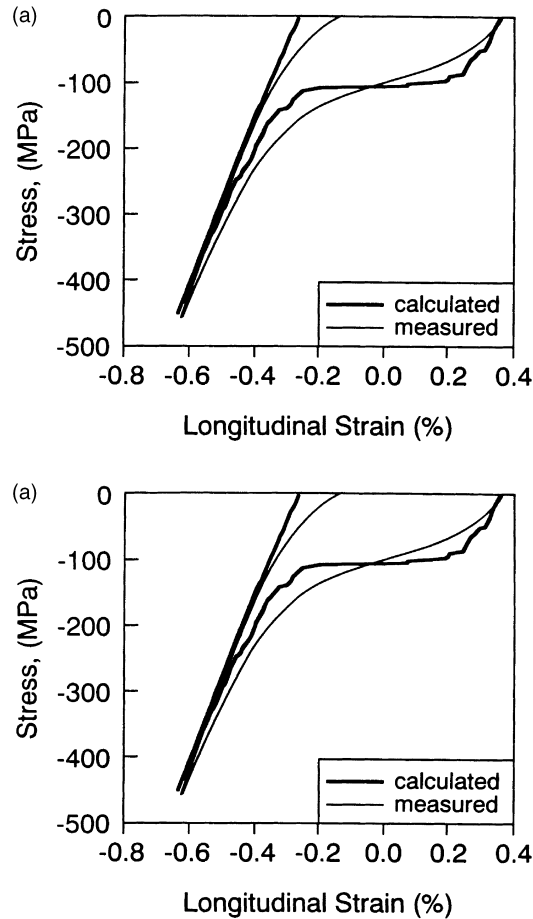 (a)
0
-100
-200
-300
-400
-500
Stress, (MPa)
calculated
measured
-0.8 -0.6 -0.4 -0.2 0.0 0.2 0.4
Longitudinal Strain (%)
(a)
0
-100
-200
-300
-400
-500
Stress, (MPa)
calculated
measured
-0.8 -0.6 -0.4 -0.2 0.0 0.2 0.4
Longitudinal Strain (%)